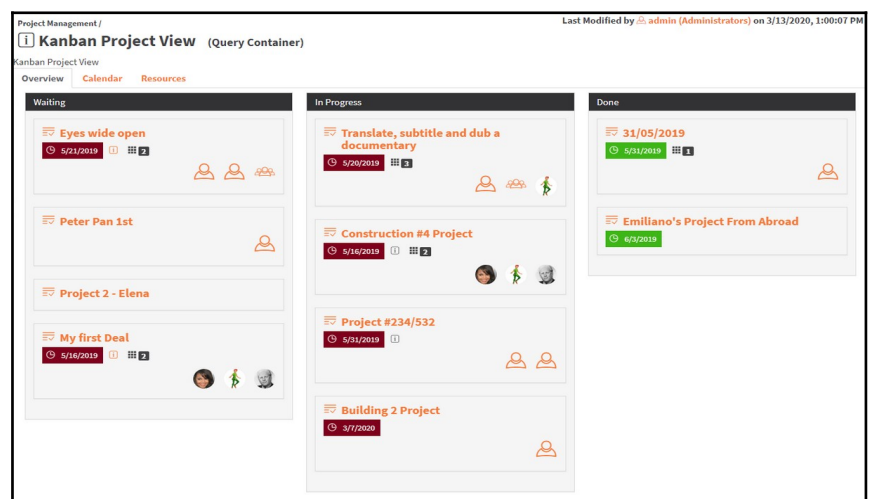 Project Management /
Last Modified by admin (Administrators) on 3/13/2020, 1:00:07 PM
i Kanban Project View (Query Container)
Kanban Project View
Overview Calendar Resources
Waiting
Eyes wide open
5/21/2019 i 2
Peter Pan 1st
Project 2 - Elena
My first Deal
5/16/2019 i 2
In Progress
Translate, subtitle and dub a
documentary
5/20/2019 3
Construction #4 Project
5/16/2019 i 2
Project #234/532
5/31/2019 i
Building 2 Project
3/7/2020
Done
31/05/2019
5/31/2019 1
Emiliano's Project From Abroad
6/3/2019